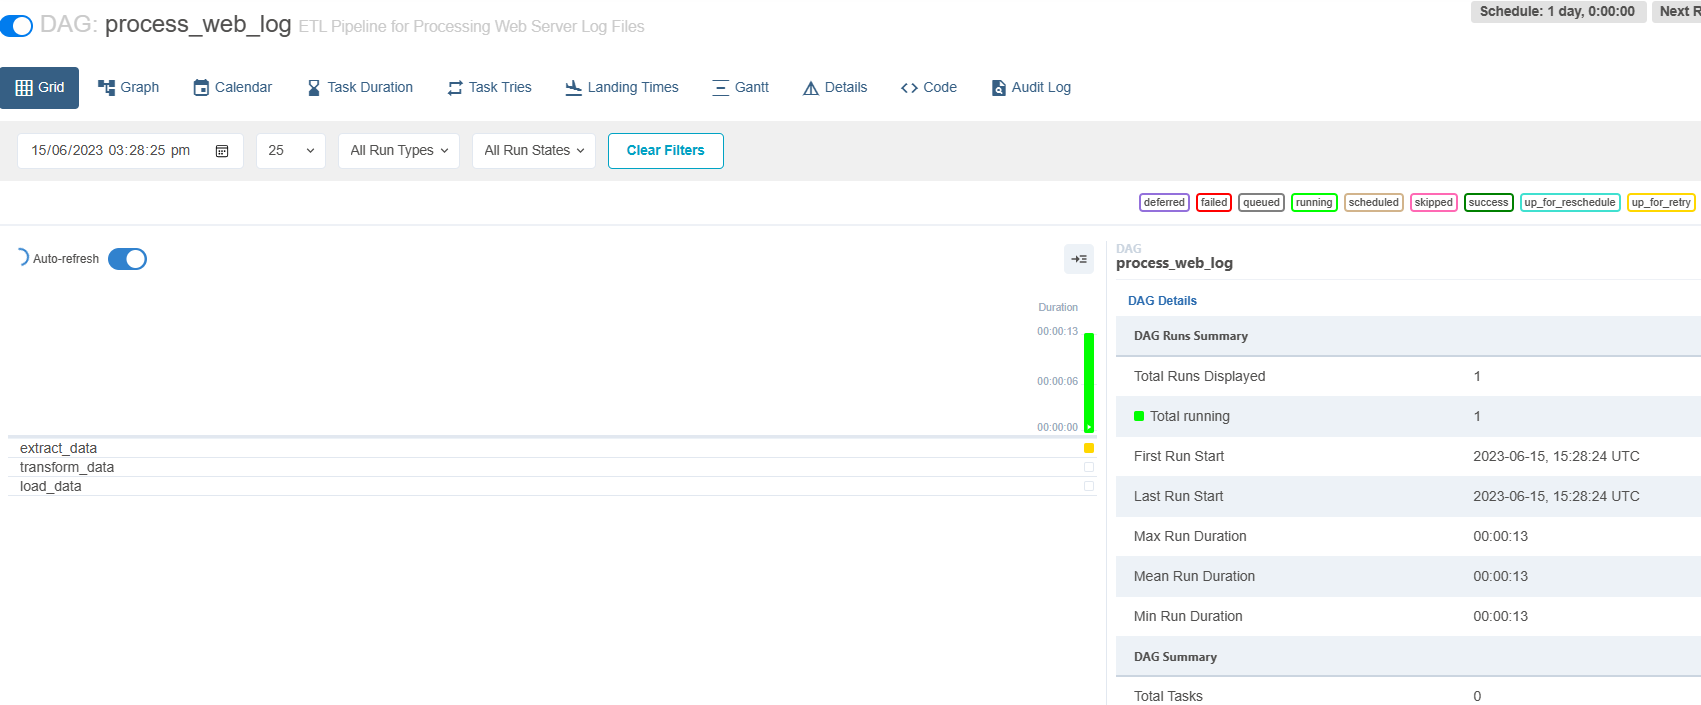 DAG: process_web_log ETL Pipeline for Processing Web Server Log Files
Schedule: 1 day, 0:00:00
Next R
Grid
Graph
Calendar
Task Duration
Task Tries
Landing Times
Gantt
Details
Code
Audit Log
15/06/2023 03:28:25 pm
25
All Run Types
All Run States
Clear Filters
deferred
failed
queued
running
scheduled
skipped
success
up_for_reschedule
up_for_retry
Auto-refresh
Duration
00:00:13
00:00:06
00:00:00
extract_data
transform_data
load_data
DAG
process_web_log
DAG Details
DAG Runs Summary
Total Runs Displayed 1
Total running 1
First Run Start 2023-06-15, 15:28:24 UTC
Last Run Start 2023-06-15, 15:28:24 UTC
Max Run Duration 00:00:13
Mean Run Duration 00:00:13
Min Run Duration 00:00:13
DAG Summary
Total Tasks 0